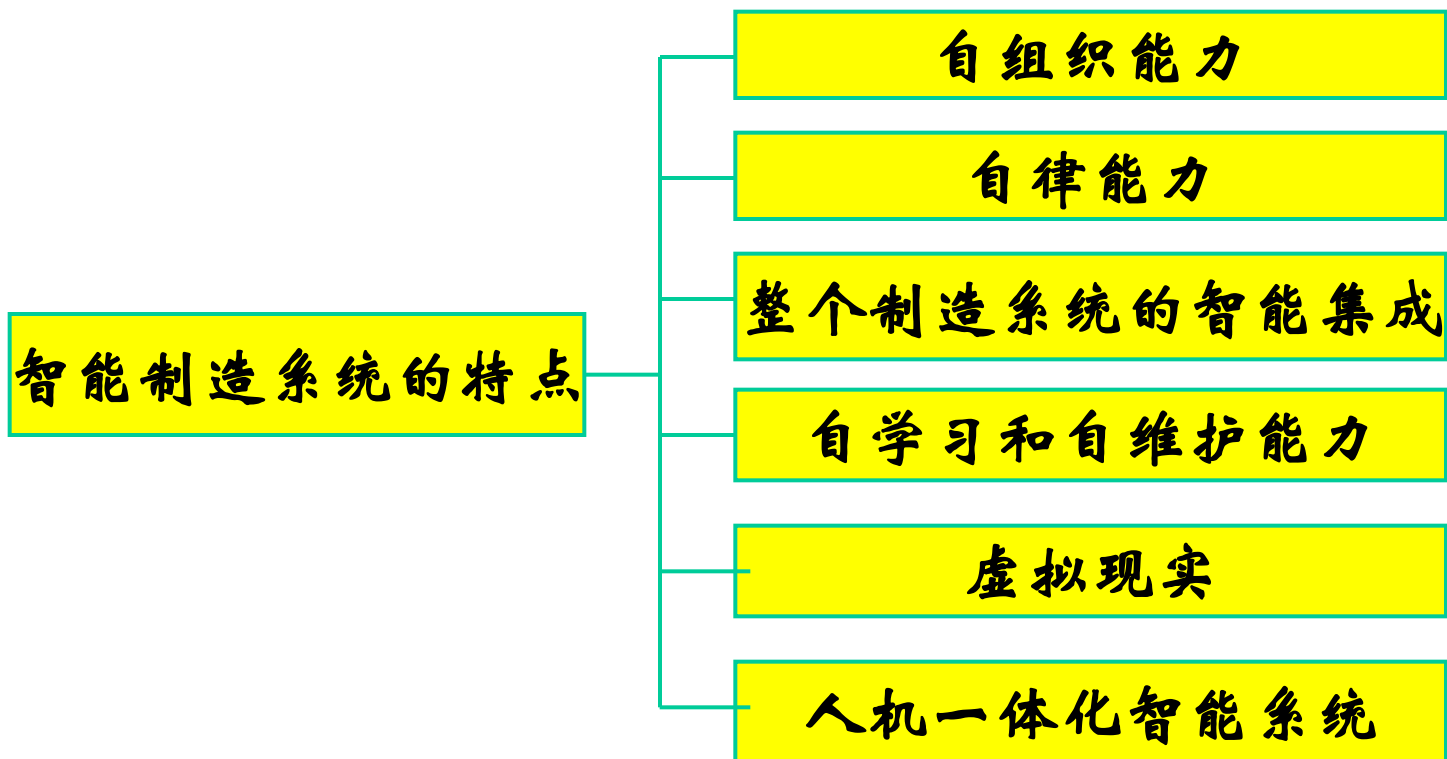 智能制造系统的特点
自组织能力
自律能力
整个制造系统的智能集成
自学习和自维护能力
虚拟现实
人机一体化智能系统